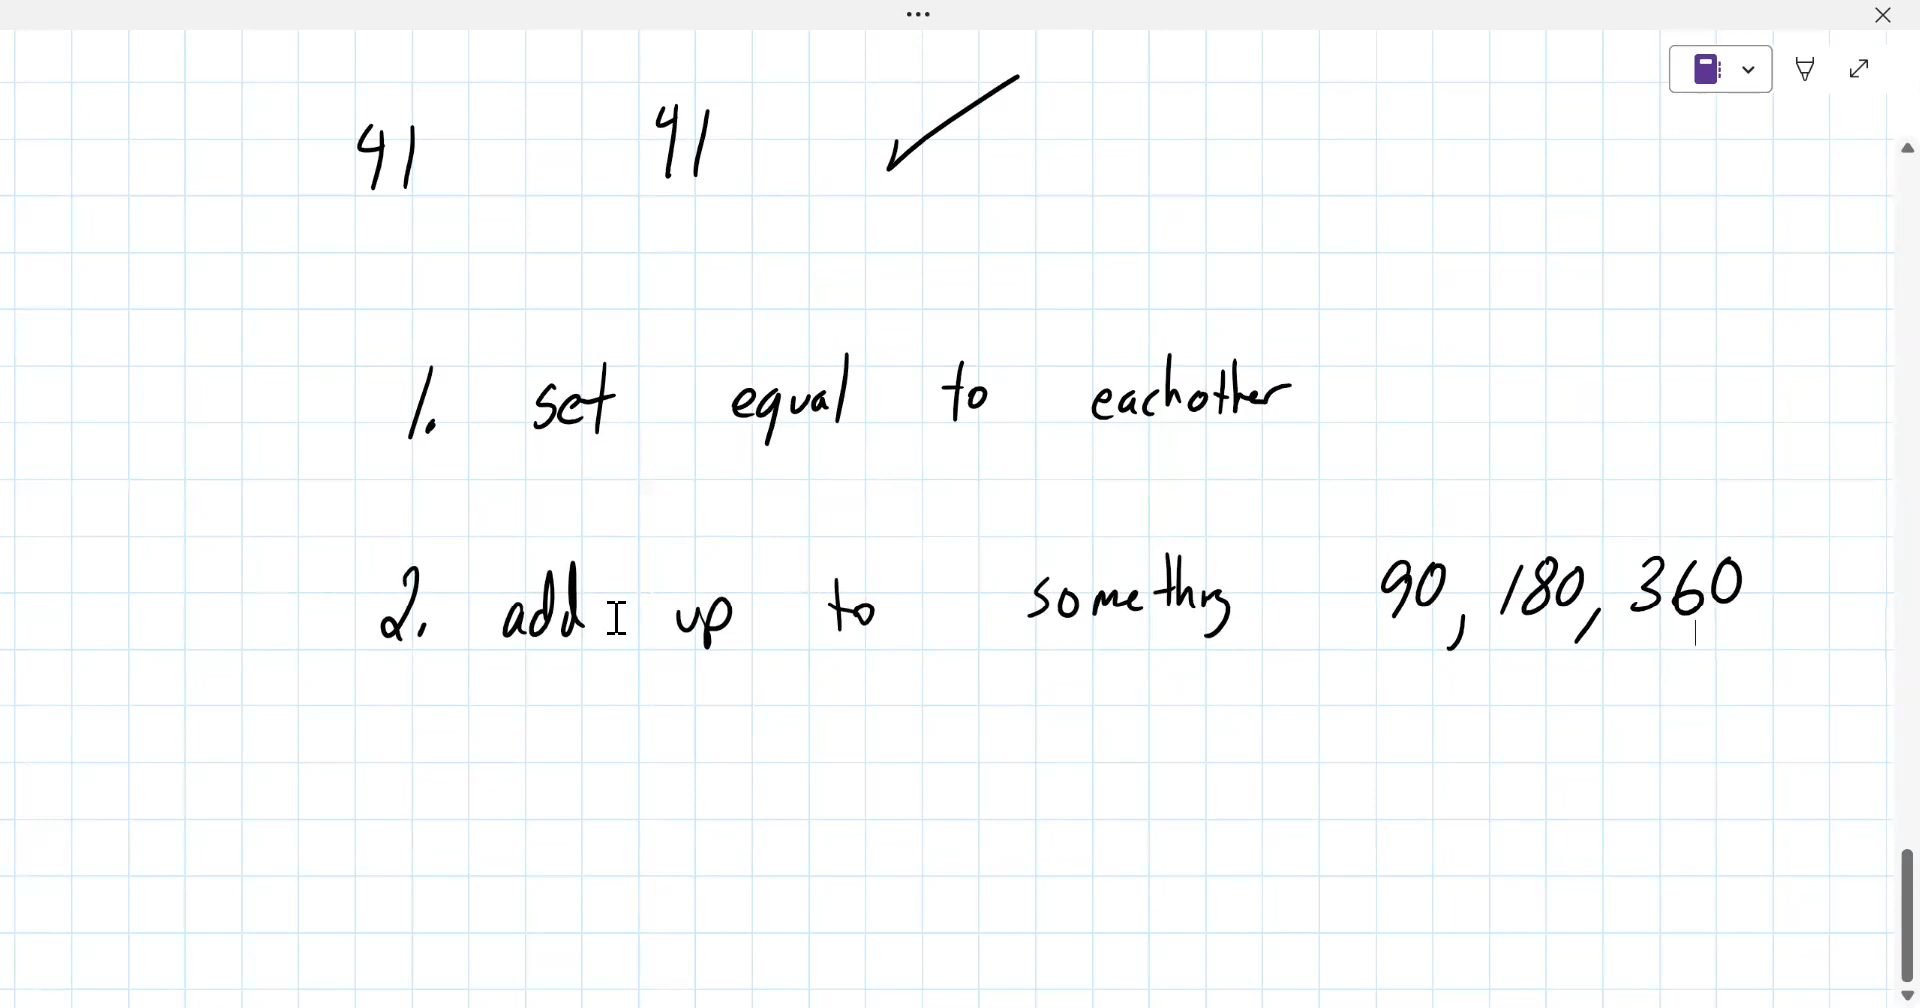 41 41 ✓
1. set equal to eachother
2. add up to somethng 90, 180, 360